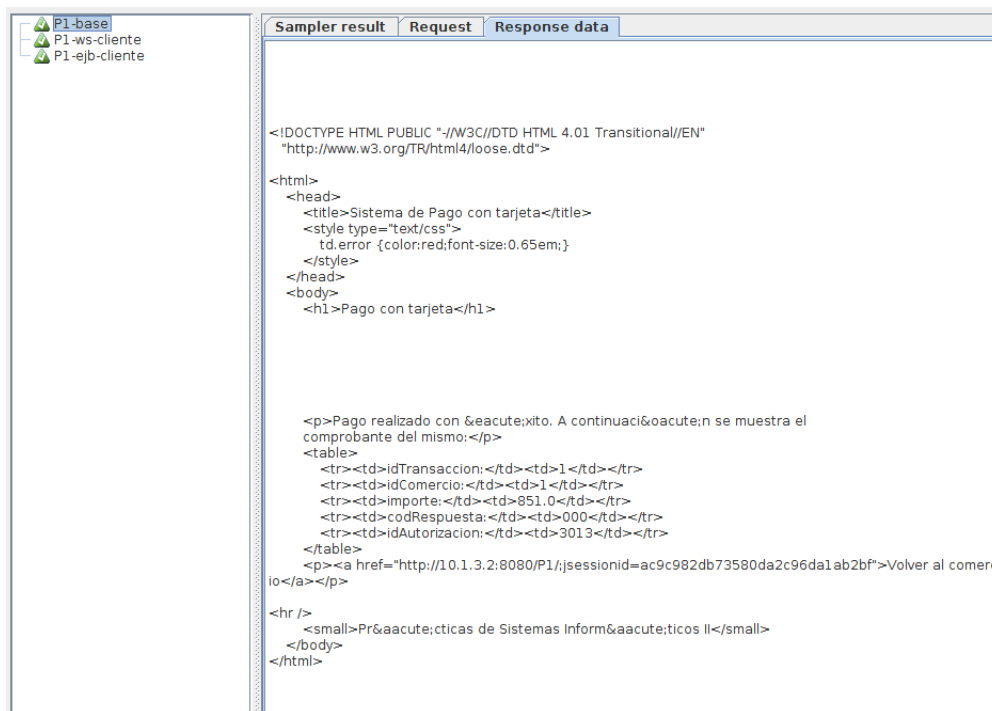 P1-base
P1-ws-cliente
P1-ejb-cliente
Sampler result
Request
Response data
<!DOCTYPE HTML PUBLIC "-//W3C//DTD HTML 4.01 Transitional//EN"
"http://www.w3.org/TR/html4/loose.dtd">
<html>
<head>
<title>Sistema de Pago con tarjeta</title>
<style type="text/css">
td.error {color:red;font-size:0.65em;}
</style>
</head>
<body>
<h1>Pago con tarjeta</h1>
<p>Pago realizado con &eacute;xito. A continuaci&oacute;n se muestra el
comprobante del mismo:</p>
<table>
<tr><td>idTransaccion:</td><td>1</td></tr>
<tr><td>idComercio:</td><td>1</td></tr>
<tr><td>importe:</td><td>851.0</td></tr>
<tr><td>codRespuesta:</td><td>000</td></tr>
<tr><td>idAutorizacion:</td><td>3013</td></tr>
</table>
<p><a href="http://10.1.3.2:8080/P1/;jsessionid=ac9c982db73580da2c96da1ab2bf">Volver al comerc
io</a></p>
<hr />
<small>Pr&aacute;cticas de Sistemas Inform&aacute;ticos II</small>
</body>
</html>